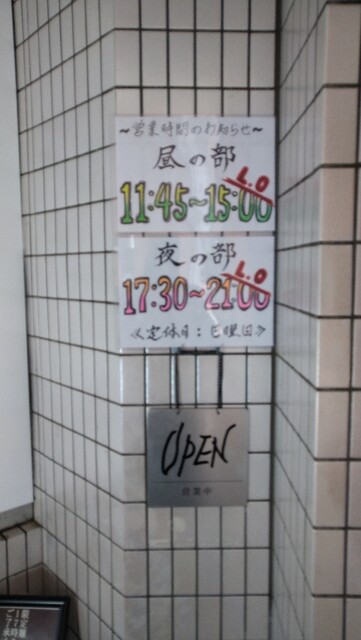 ~営業時間のお知らせ~
昼の部
L.O
11:45~15:00
夜の部
L.O
17:30~21:00
《定休日:日曜日》
OPEN
営業中